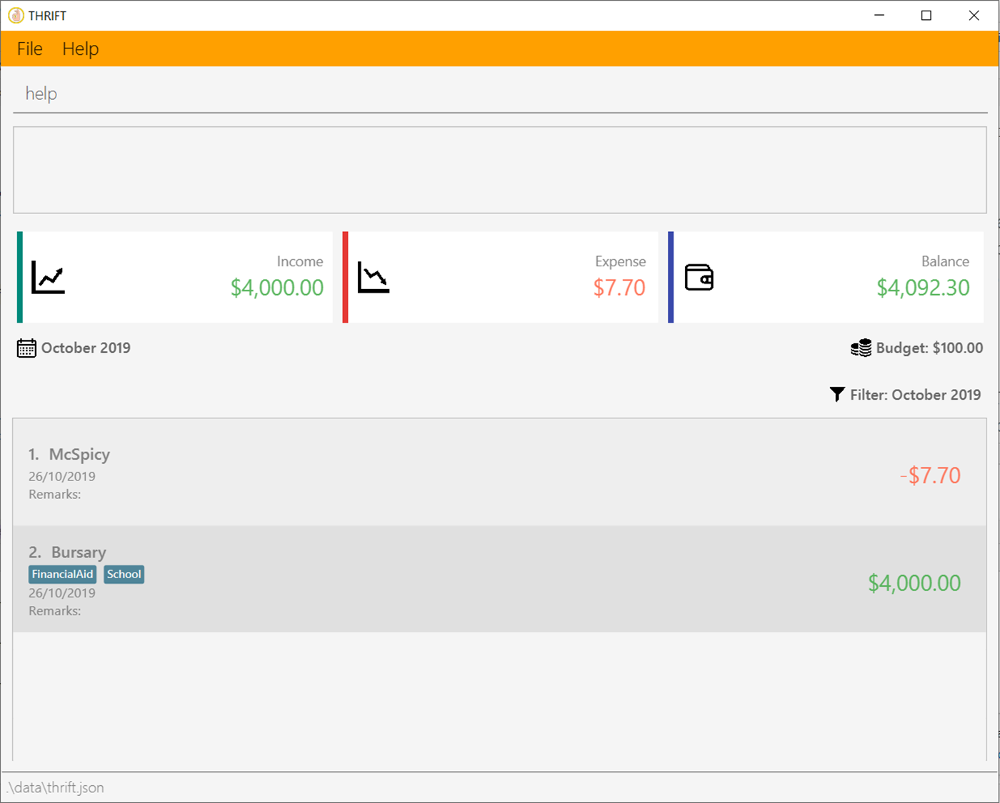 THRIFT
File Help
help
Income
$4,000.00
Expense
$7.70
Balance
$4,092.30
October 2019
Budget: $100.00
Filter: October 2019
1. McSpicy
26/10/2019
Remarks:
-$7.70
2. Bursary
FinancialAid School
26/10/2019
Remarks:
$4,000.00
.\data\thrift.json